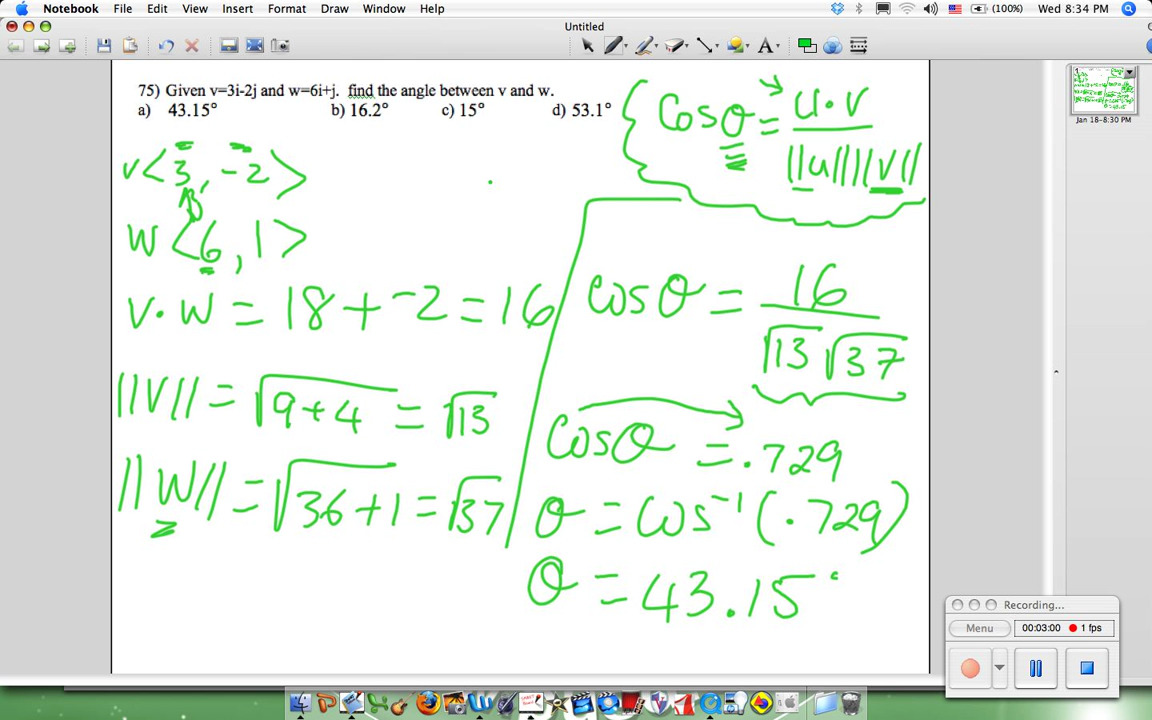 Notebook File Edit View Insert Format Draw Window Help (100%) Wed 8:34 PM
Untitled
75) Given v=3i-2j and w=6i+j. find the angle between v and w.
a) 43.15° b) 16.2° c) 15° d) 53.1°
Cosθ = u·v / ||u|| ||v||
v<3, -2>
w<6, 1>
v·w = 18 + -2 = 16
||V|| = √9+4 = √13
||W|| = √36+1 = √37
cosθ = 16 / √13 √37
cosθ = .729
θ = cos⁻¹(.729)
θ = 43.15°
Jan 18-8:30 PM
Recording...
Menu 00:03:00 1 fps